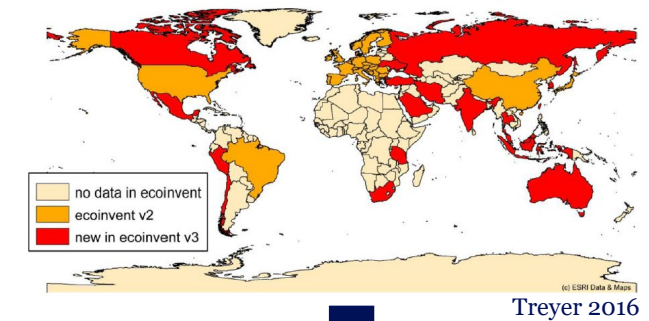 no data in ecoinvent
ecoinvent v2
new in ecoinvent v3
(c) ESRI Data & Maps
Treyer 2016